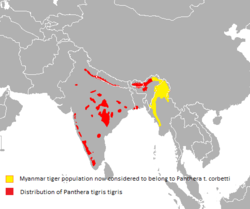 Myanmar tiger population now considered to belong to Panthera t. corbetti
Distribution of Panthera tigris tigris